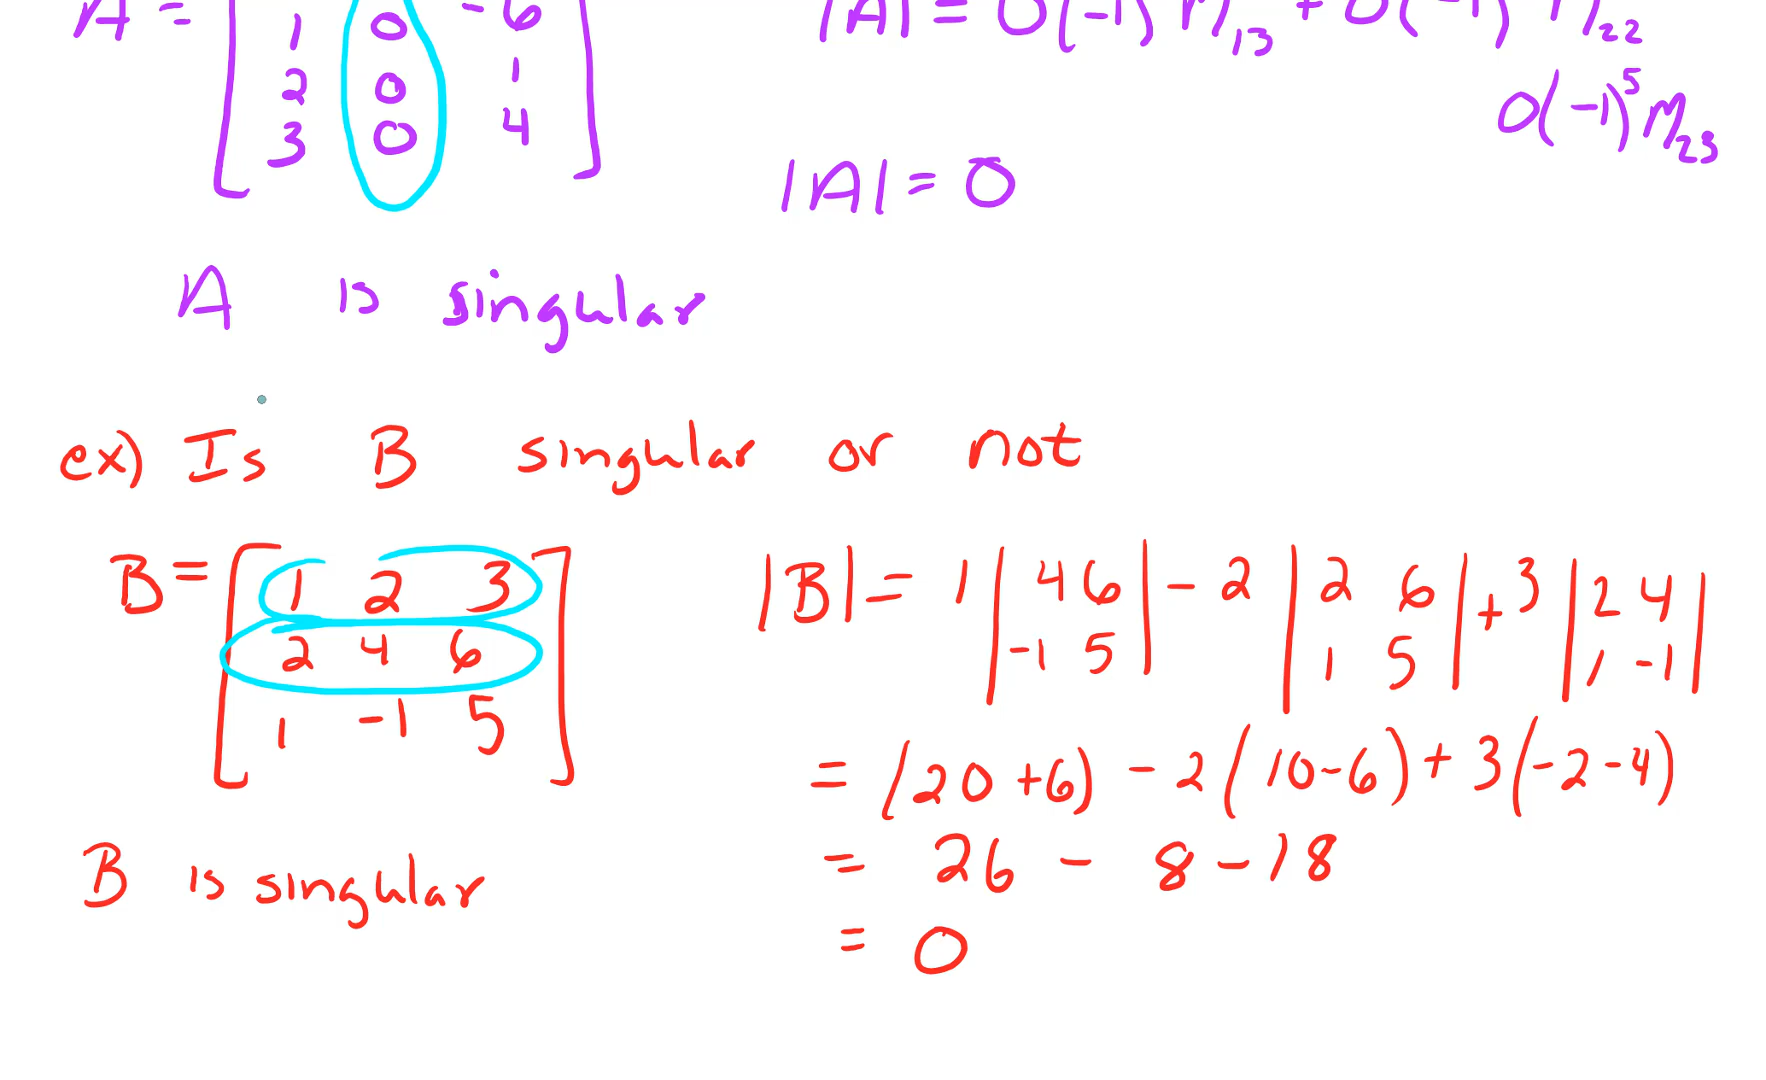 A = [ 1 0 -6
|A| = 0(-1) M₁₃ + 0(-1) M₂₂
2 0 1
0(-1)⁵ M₂₃
3 0 4 ]
|A| = 0
A is singular
ex) Is B singular or not
B = [ 1 2 3
2 4 6
1 -1 5 ]
|B| = 1 | 4 6 | - 2 | 2 6 | + 3 | 2 4 |
| -1 5 | | 1 5 | | 1 -1 |
= (20 + 6) - 2(10 - 6) + 3(-2 - 4)
= 26 - 8 - 18
= 0
B is singular